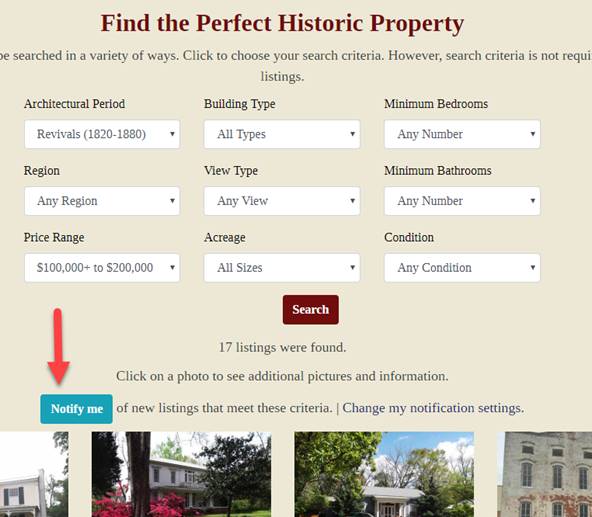 Find the Perfect Historic Property
be searched in a variety of ways. Click to choose your search criteria. However, search criteria is not requi
listings.
Architectural Period Building Type Minimum Bedrooms
Revivals (1820-1880) All Types Any Number
Region View Type Minimum Bathrooms
Any Region Any View Any Number
Price Range Acreage Condition
$100,000+ to $200,000 All Sizes Any Condition
Search
17 listings were found.
Click on a photo to see additional pictures and information.
Notify me of new listings that meet these criteria. | Change my notification settings.